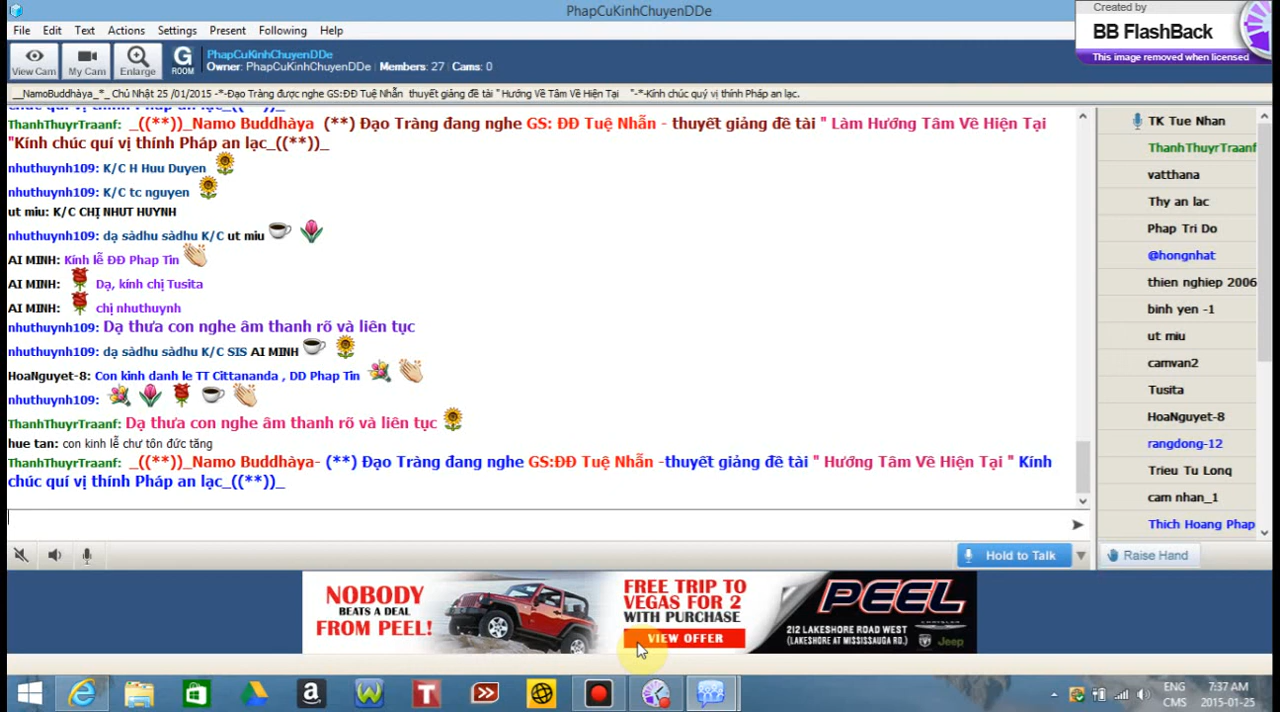 PhapCuKinhChuyenDDe
Created by
BB FlashBack
This image removed when licensed
File Edit Text Actions Settings Present Following Help
View Cam My Cam Enlarge G ROOM
PhapCuKinhChuyenDDe
Owner: PhapCuKinhChuyenDDe Members: 27 Cams: 0
__NamoBuddhàya_*_ Chủ Nhật 25 /01/2015 -*-Đạo Tràng được nghe GS:ĐĐ Tuệ Nhẫn thuyết giảng đề tài " Hướng Về Tâm Về Hiện Tại "-*-Kính chúc quý vị thính Pháp an lạc.
ThanhThuyrTraanf: _((**))_Namo Buddhàya (**) Đạo Tràng đang nghe GS: ĐĐ Tuệ Nhẫn - thuyết giảng đề tài " Làm Hướng Tâm Về Hiện Tại
"Kính chúc quí vị thính Pháp an lạc_((**))_
nhuthuynh109: K/C H Huu Duyen
nhuthuynh109: K/C tc nguyen
ut miu: K/C CHỊ NHUT HUỲNH
nhuthuynh109: dạ sàdhu sàdhu K/C ut miu
AI MINH: Kính lễ ĐĐ Phap Tin
AI MINH: Dạ, kính chị Tusita
AI MINH: chị nhuthuynh
nhuthuynh109: Dạ thưa con nghe âm thanh rõ và liên tục
nhuthuynh109: dạ sàdhu sàdhu K/C SIS AI MINH
HoaNguyet-8: Con kinh danh le TT Cittananda , DD Phap Tin
nhuthuynh109:
ThanhThuyrTraanf: Dạ thưa con nghe âm thanh rõ và liên tục
hue tan: con kinh lễ chư tôn đức tăng
ThanhThuyrTraanf: _((**))_Namo Buddhàya- (**) Đạo Tràng đang nghe GS:ĐĐ Tuệ Nhẫn -thuyết giảng đề tài " Hướng Tâm Về Hiện Tại " Kính
chúc quí vị thính Pháp an lạc_((**))_
TK Tue Nhan
ThanhThuyrTraanf
vatthana
Thy an lac
Phap Tri Do
@hongnhat
thien nghiep 2006
binh yen -1
ut miu
camvan2
Tusita
HoaNguyet-8
rangdong-12
Trieu Tu Long
cam nhan_1
Thich Hoang Phap
Hold to Talk Raise Hand
NOBODY
BEATS A DEAL
FROM PEEL!
FREE TRIP TO
VEGAS FOR 2
WITH PURCHASE
VIEW OFFER
PEEL
CHRYSLER
212 LAKESHORE ROAD WEST
(LAKESHORE AT MISSISSAUGA RD.) Jeep
ENG 7:37 AM
CMS 2015-01-25